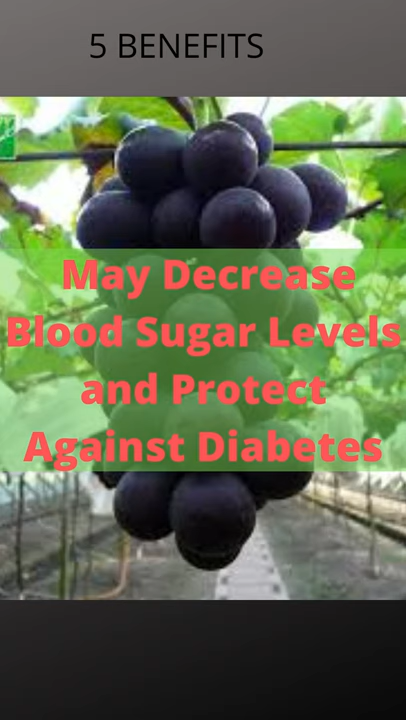 5 BENEFITS
May Decrease
Blood Sugar Levels
and Protect
Against Diabetes